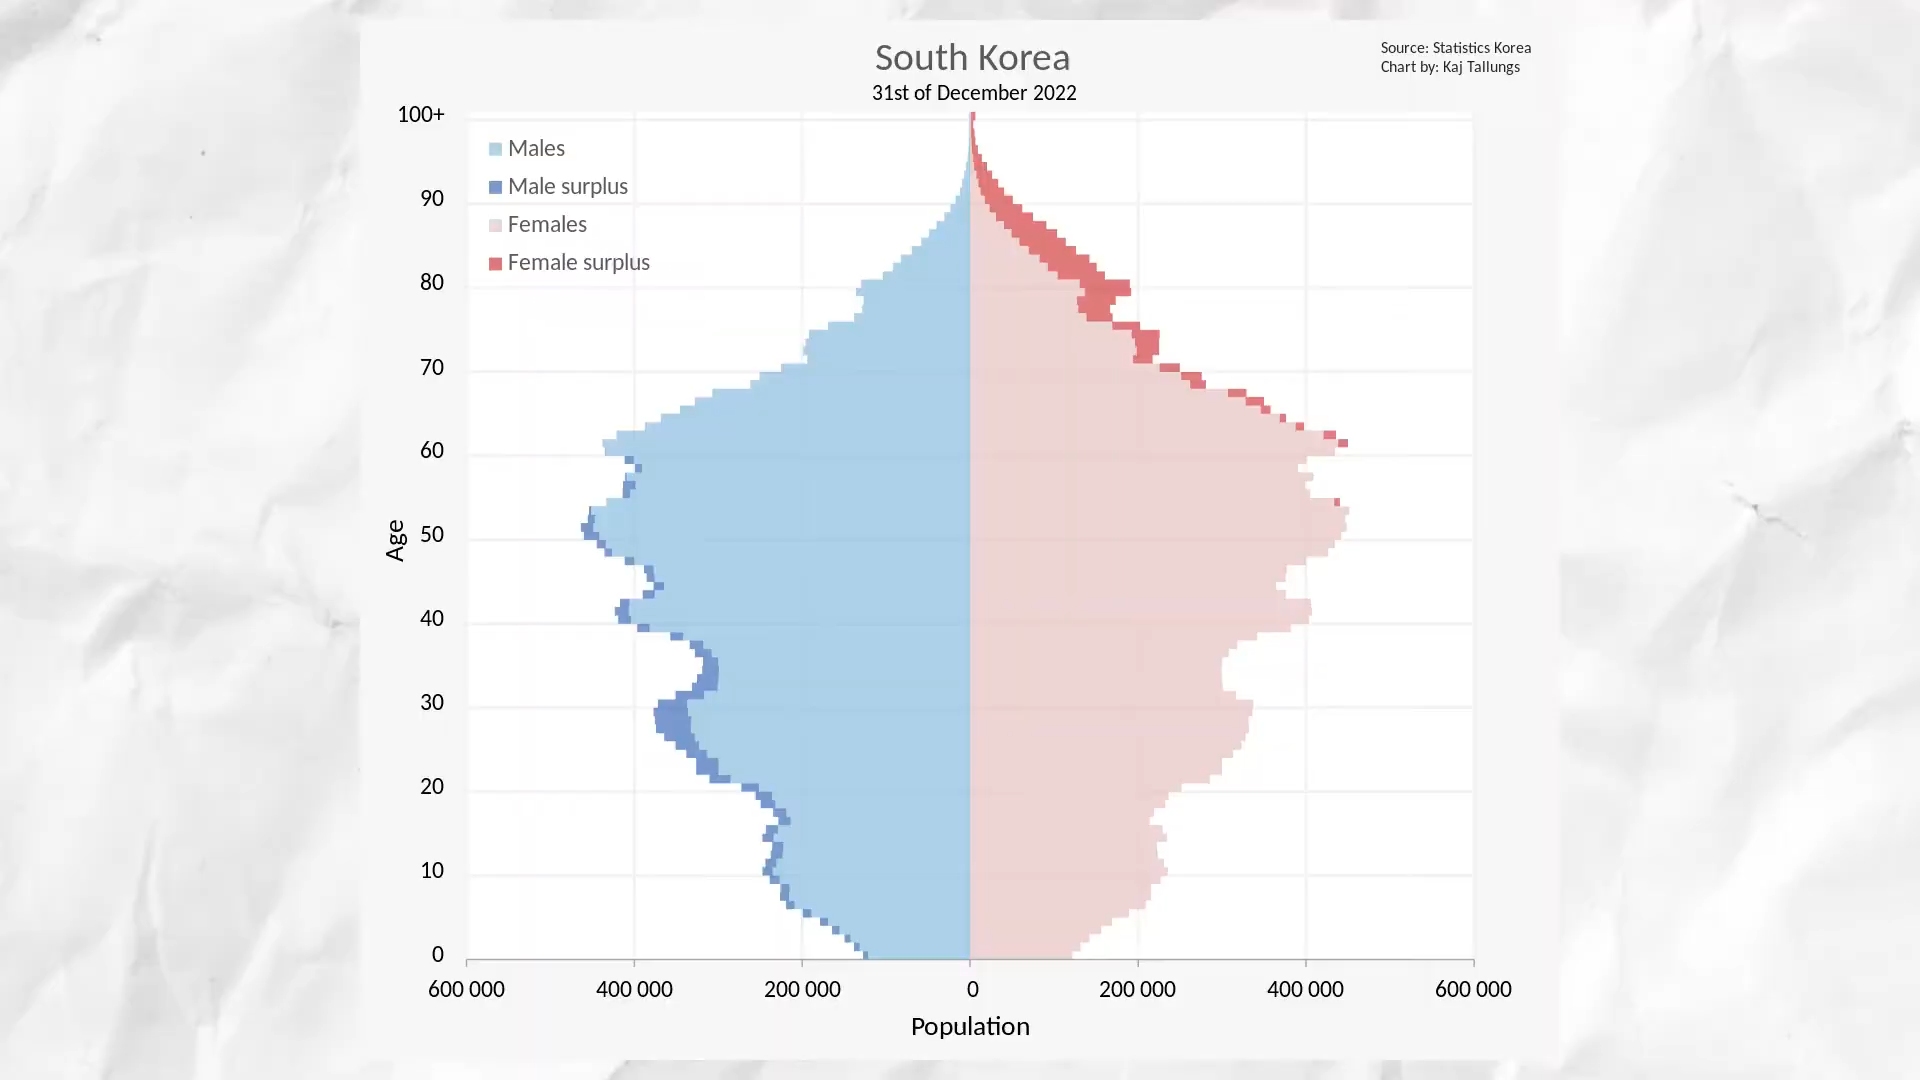 South Korea
31st of December 2022
Source: Statistics Korea
Chart by: Kaj Tallungs
Males
Male surplus
Females
Female surplus
100+
90
80
70
60
50
40
30
20
10
0
Age
600 000
400 000
200 000
0
200 000
400 000
600 000
Population